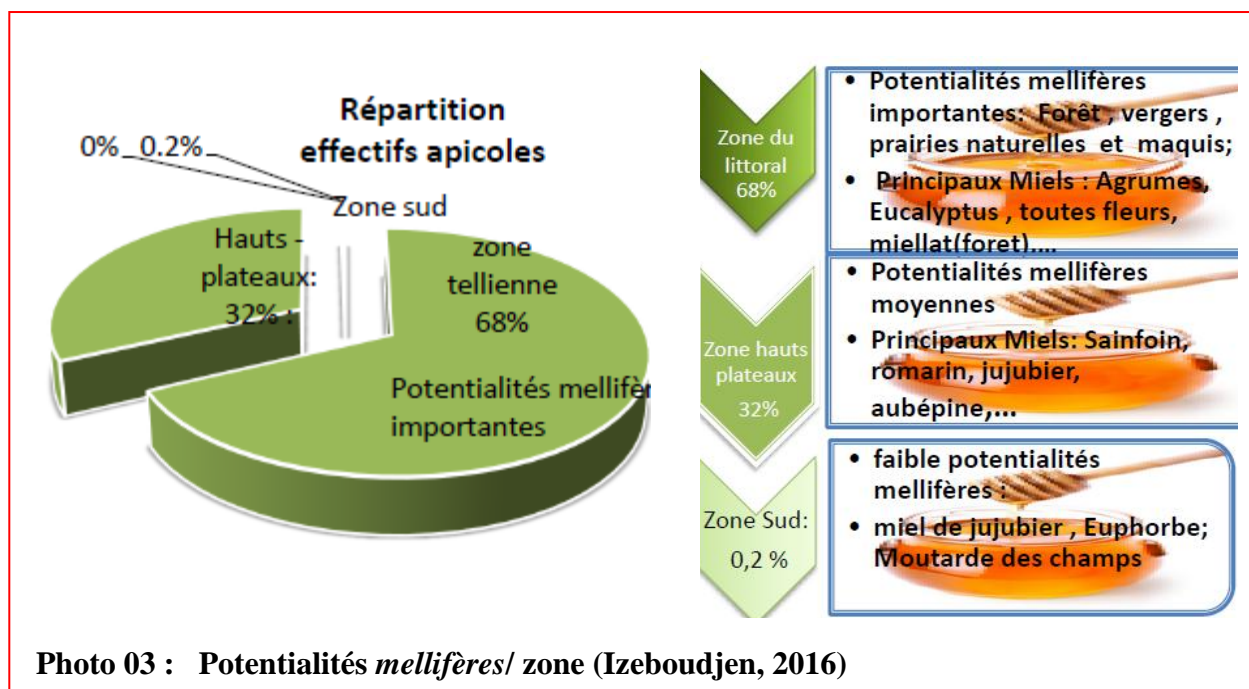 Répartition
effectifs apicoles
0% 0.2%
Zone sud
Hauts -
plateaux:
32% :
zone
tellienne
68%
Potentialités mellifèr
importantes
Zone du
littoral
68%
• Potentialités mellifères
importantes: Forêt , vergers ,
prairies naturelles et maquis;
• Principaux Miels : Agrumes,
Eucalyptus , toutes fleurs,
miellat(foret)....
Zone hauts
plateaux
32%
• Potentialités mellifères
moyennes
• Principaux Miels: Sainfoin,
romarin, jujubier,
aubépine,...
Zone Sud:
0,2 %
• faible potentialités
mellifères :
• miel de jujubier , Euphorbe;
Moutarde des champs
Photo 03 : Potentialités mellifères/ zone (Izeboudjen, 2016)